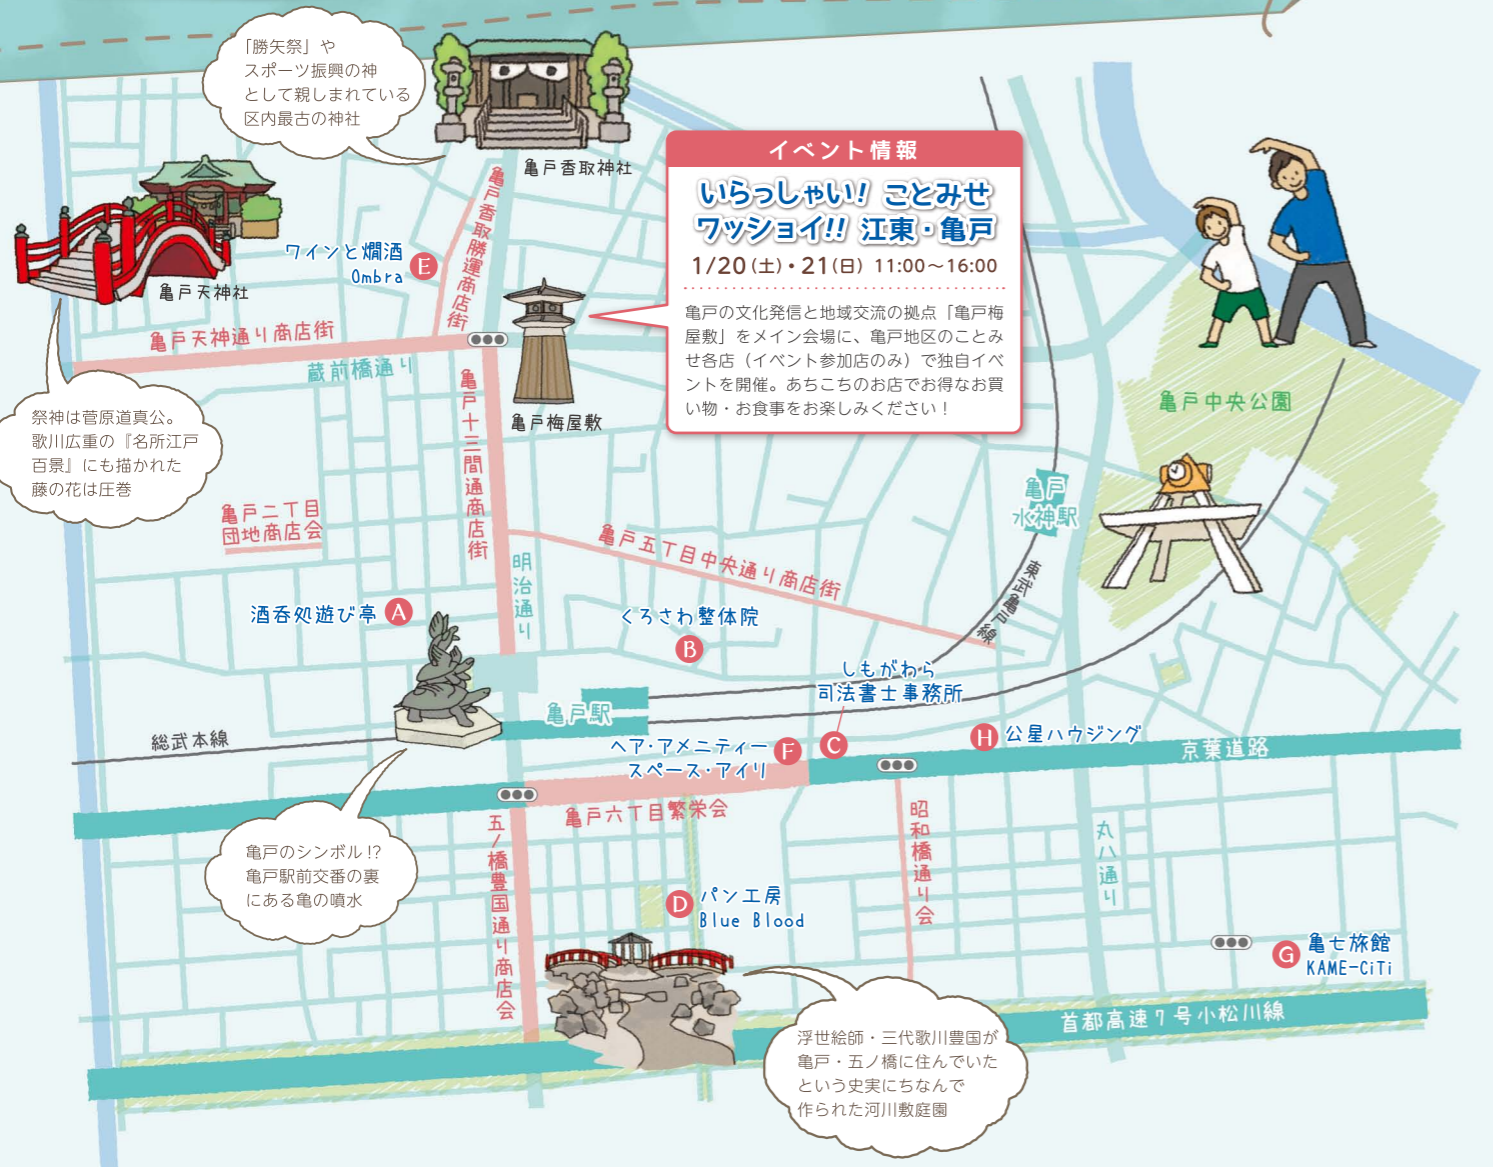 「勝矢祭」や
スポーツ振興の神
として親しまれている
区内最古の神社
亀戸香取神社
亀戸天神社
ワインと燗酒
Ombra
E
亀戸香取勝運商店街
イベント情報
いらっしゃい! ことみせ
ワッショイ!! 江東・亀戸
1/20(土)・21(日) 11:00〜16:00
亀戸の文化発信と地域交流の拠点「亀戸梅
屋敷」をメイン会場に、亀戸地区のことみ
せ各店（イベント参加店のみ）で独自イベ
ントを開催。あちこちのお店でお得なお買
い物・お食事をお楽しみください！
亀戸天神通り商店街
蔵前橋通り
亀戸十三間通商店街
亀戸梅屋敷
亀戸中央公園
祭神は菅原道真公。
歌川広重の『名所江戸
百景』にも描かれた
藤の花は圧巻
亀戸二丁目
団地商店会
明治通り
亀戸五丁目中央通り商店街
亀戸
水神駅
東武亀戸線
酒呑処遊び亭
A
くろさわ整体院
B
しもがわら
司法書士事務所
C
亀戸駅
総武本線
ヘア・アメニティー
スペース・アイリ
F
H
公星ハウジング
京葉道路
亀戸六丁目繁栄会
五ノ橋豊国通り商店会
昭和橋通り会
丸八通り
亀戸のシンボル!?
亀戸駅前交番の裏
にある亀の噴水
D
パン工房
Blue Blood
G
亀七旅館
KAME-CiTi
首都高速7号小松川線
浮世絵師・三代歌川豊国が
亀戸・五ノ橋に住んでいた
という史実にちなんで
作られた河川敷庭園